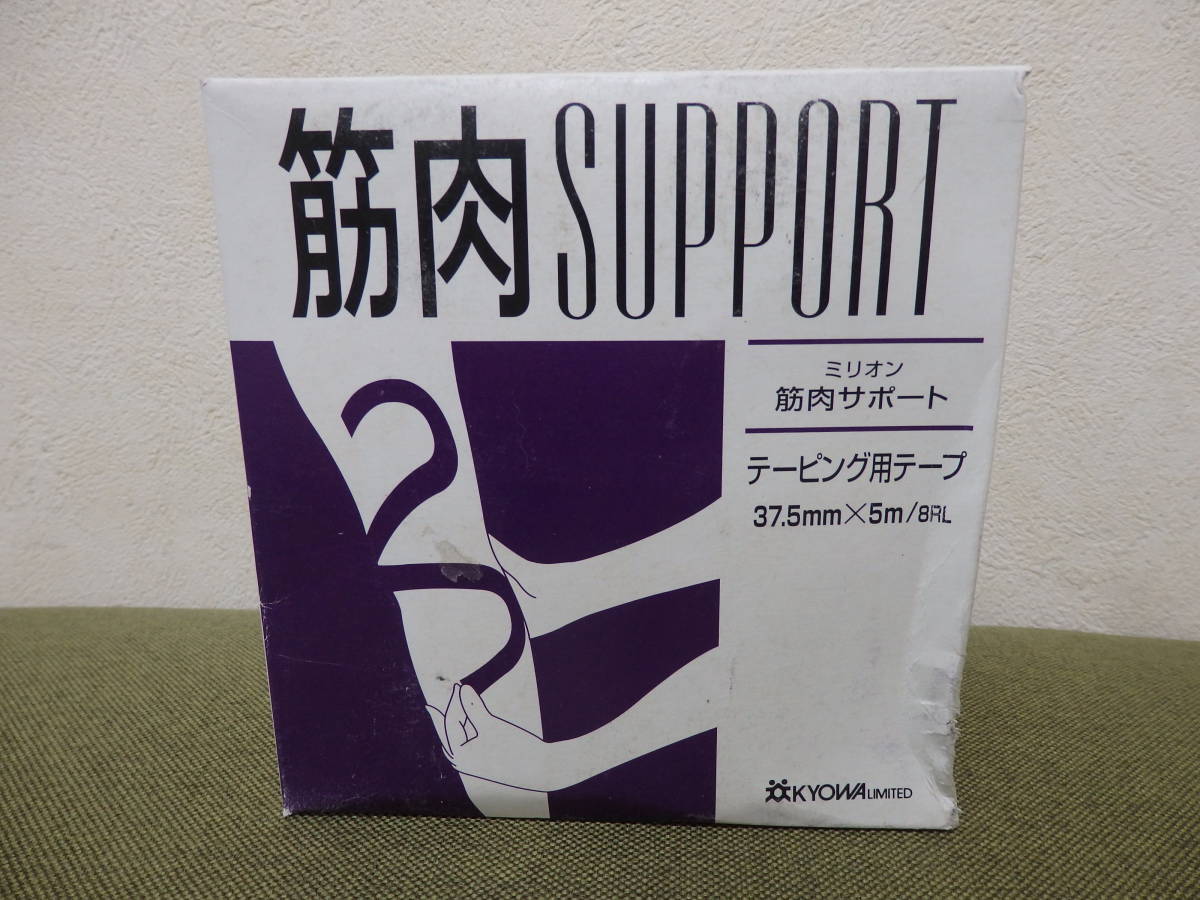 筋肉SUPPORT
ミリオン
筋肉サポート
テーピング用テープ
37.5mm×5m/8RL
KYOWA LIMITED